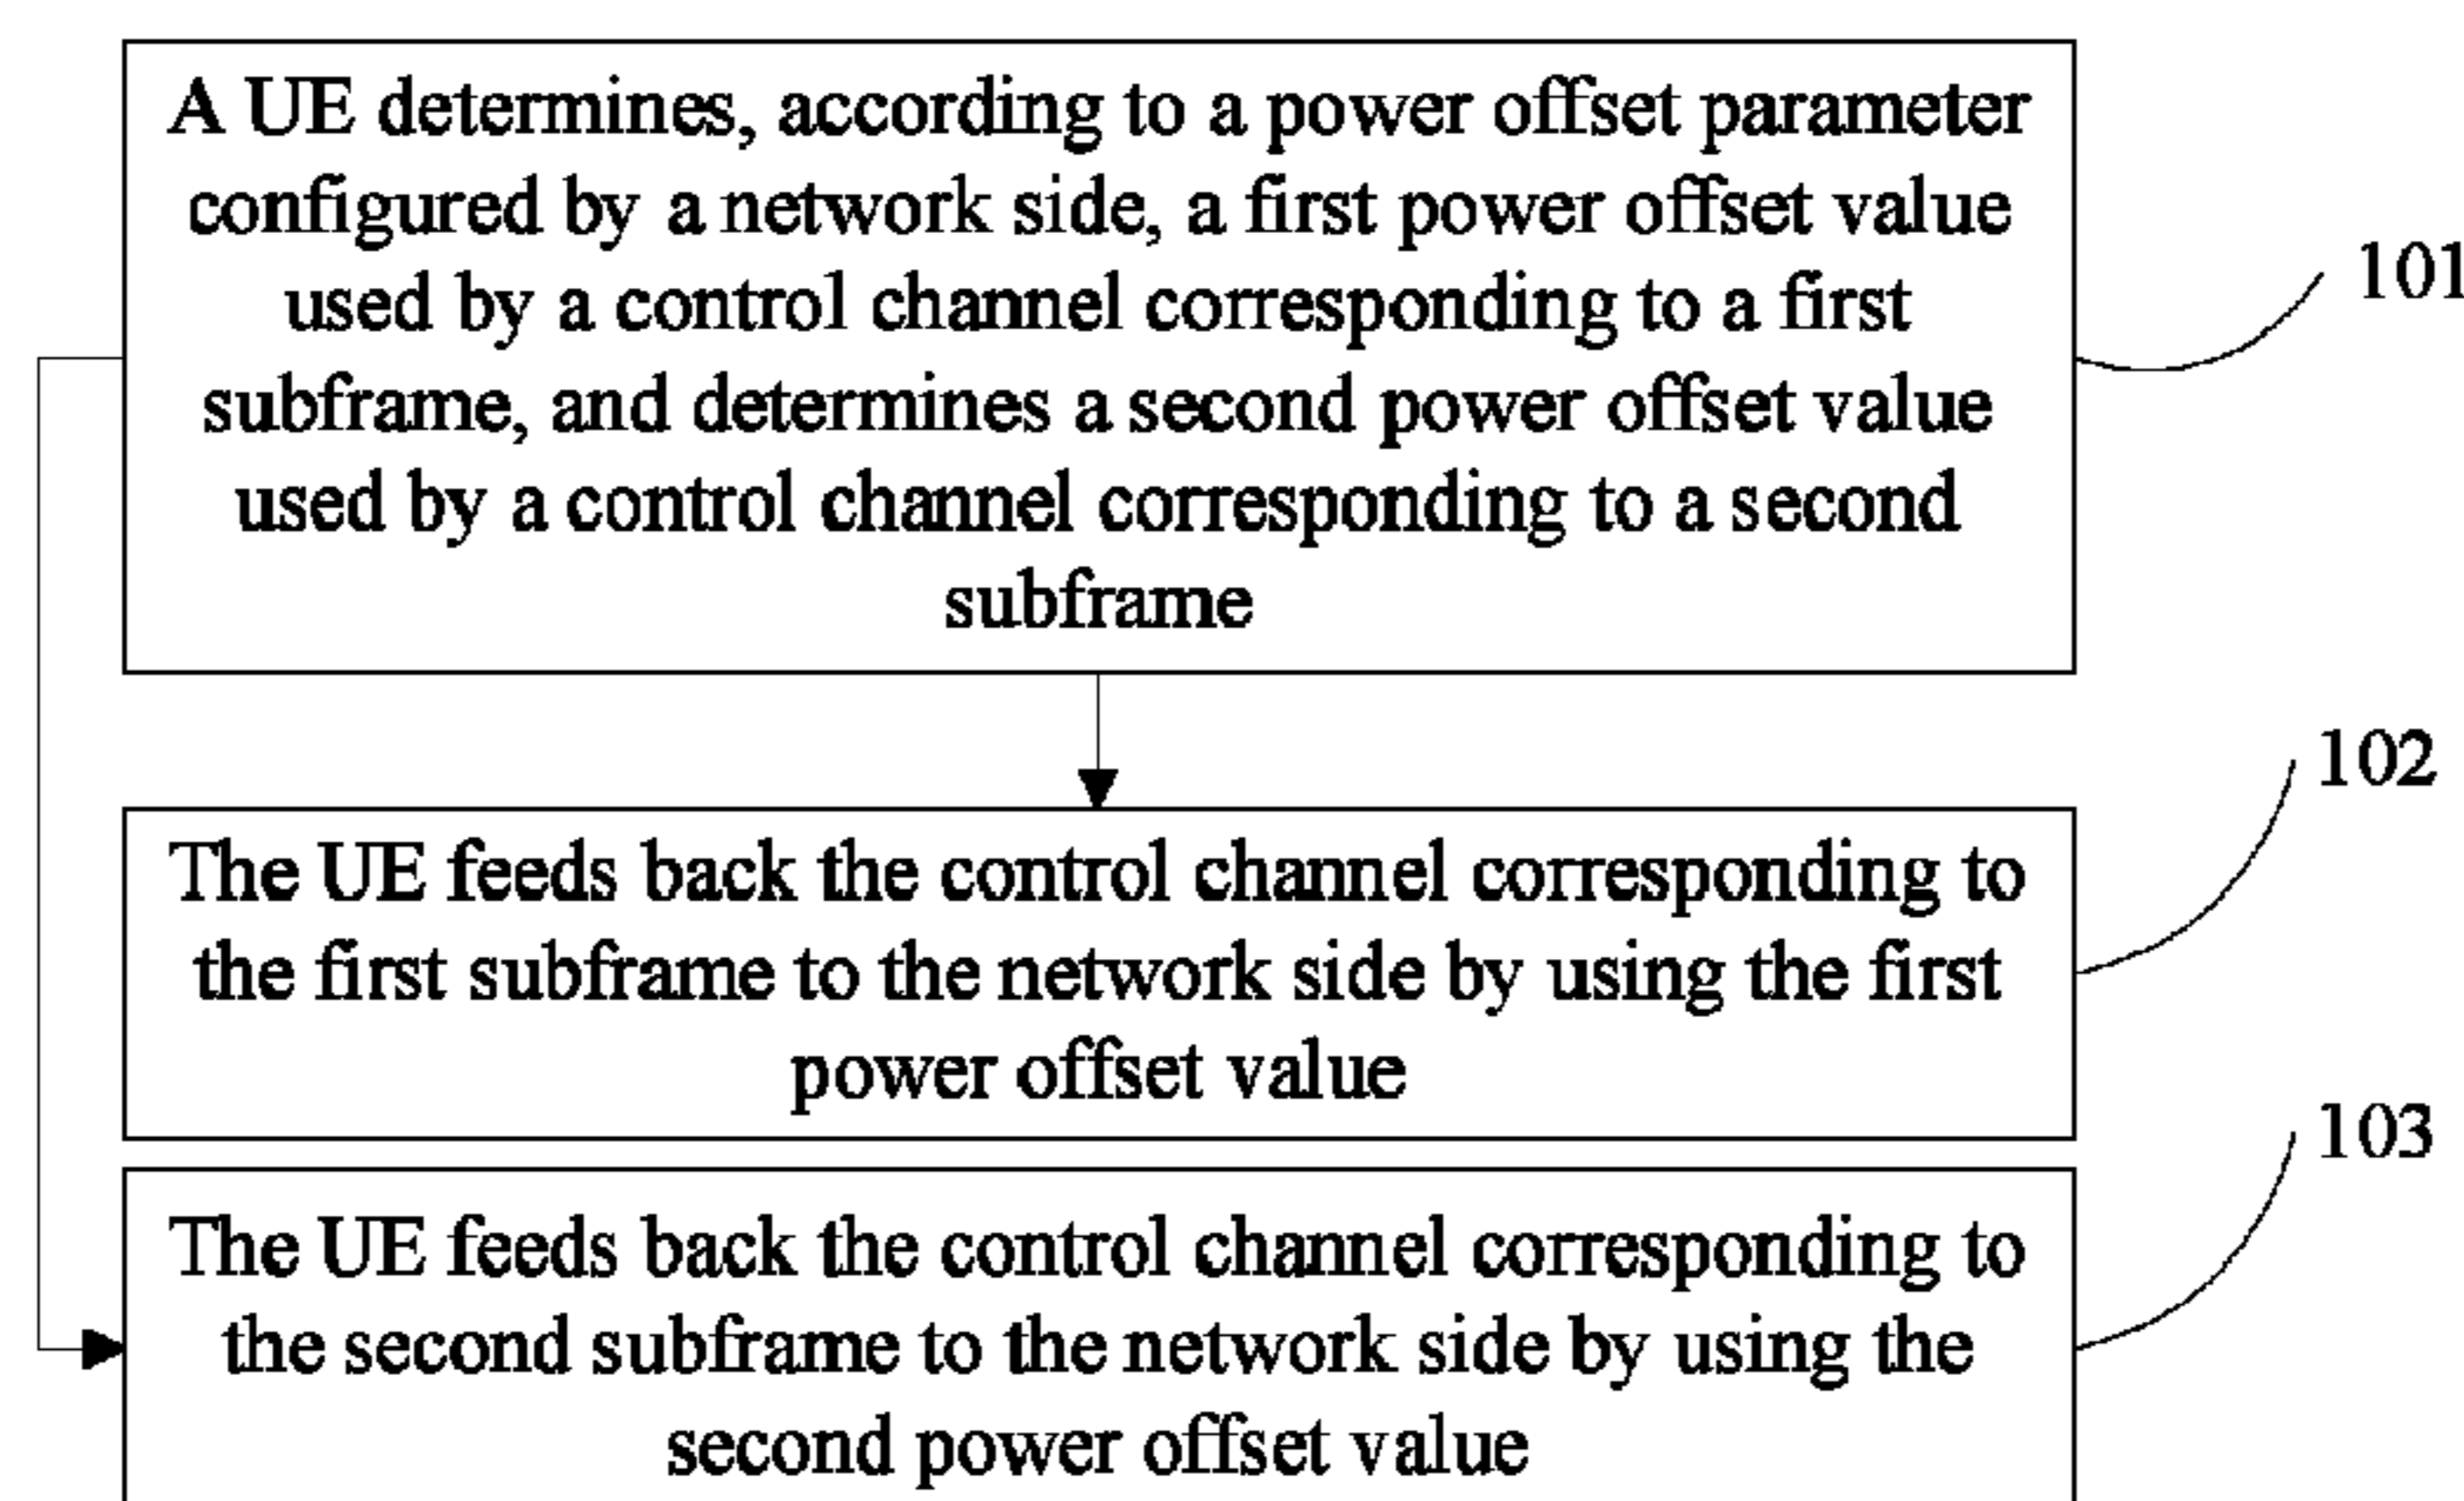 A UE determines, according to a power offset parameter
configured by a network side, a first power offset value
used by a control channel corresponding to a first
subframe, and determines a second power offset value
used by a control channel corresponding to a second
subframe
101
102
The UE feeds back the control channel corresponding to
the first subframe to the network side by using the first
power offset value
103
The UE feeds back the control channel corresponding to
the second subframe to the network side by using the
second power offset value